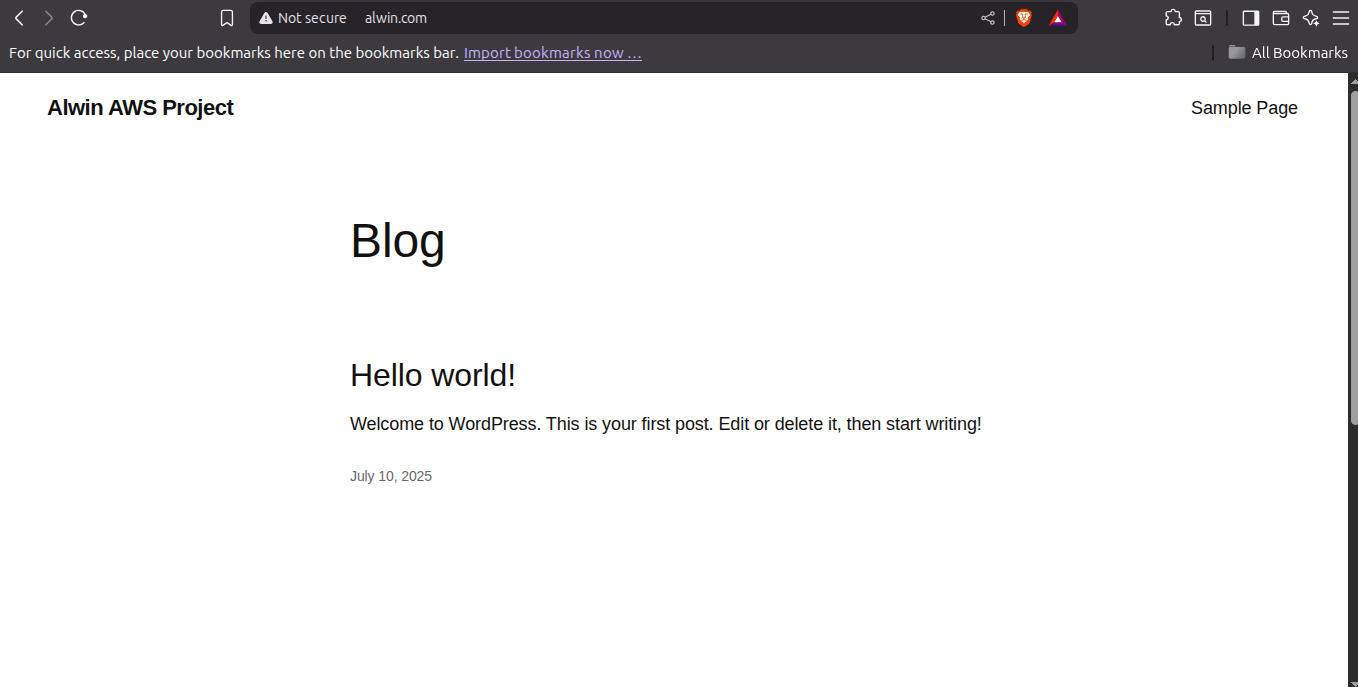 Not secure alwin.com
For quick access, place your bookmarks here on the bookmarks bar. Import bookmarks now ... All Bookmarks
Alwin AWS Project Sample Page
Blog
Hello world!
Welcome to WordPress. This is your first post. Edit or delete it, then start writing!
July 10, 2025